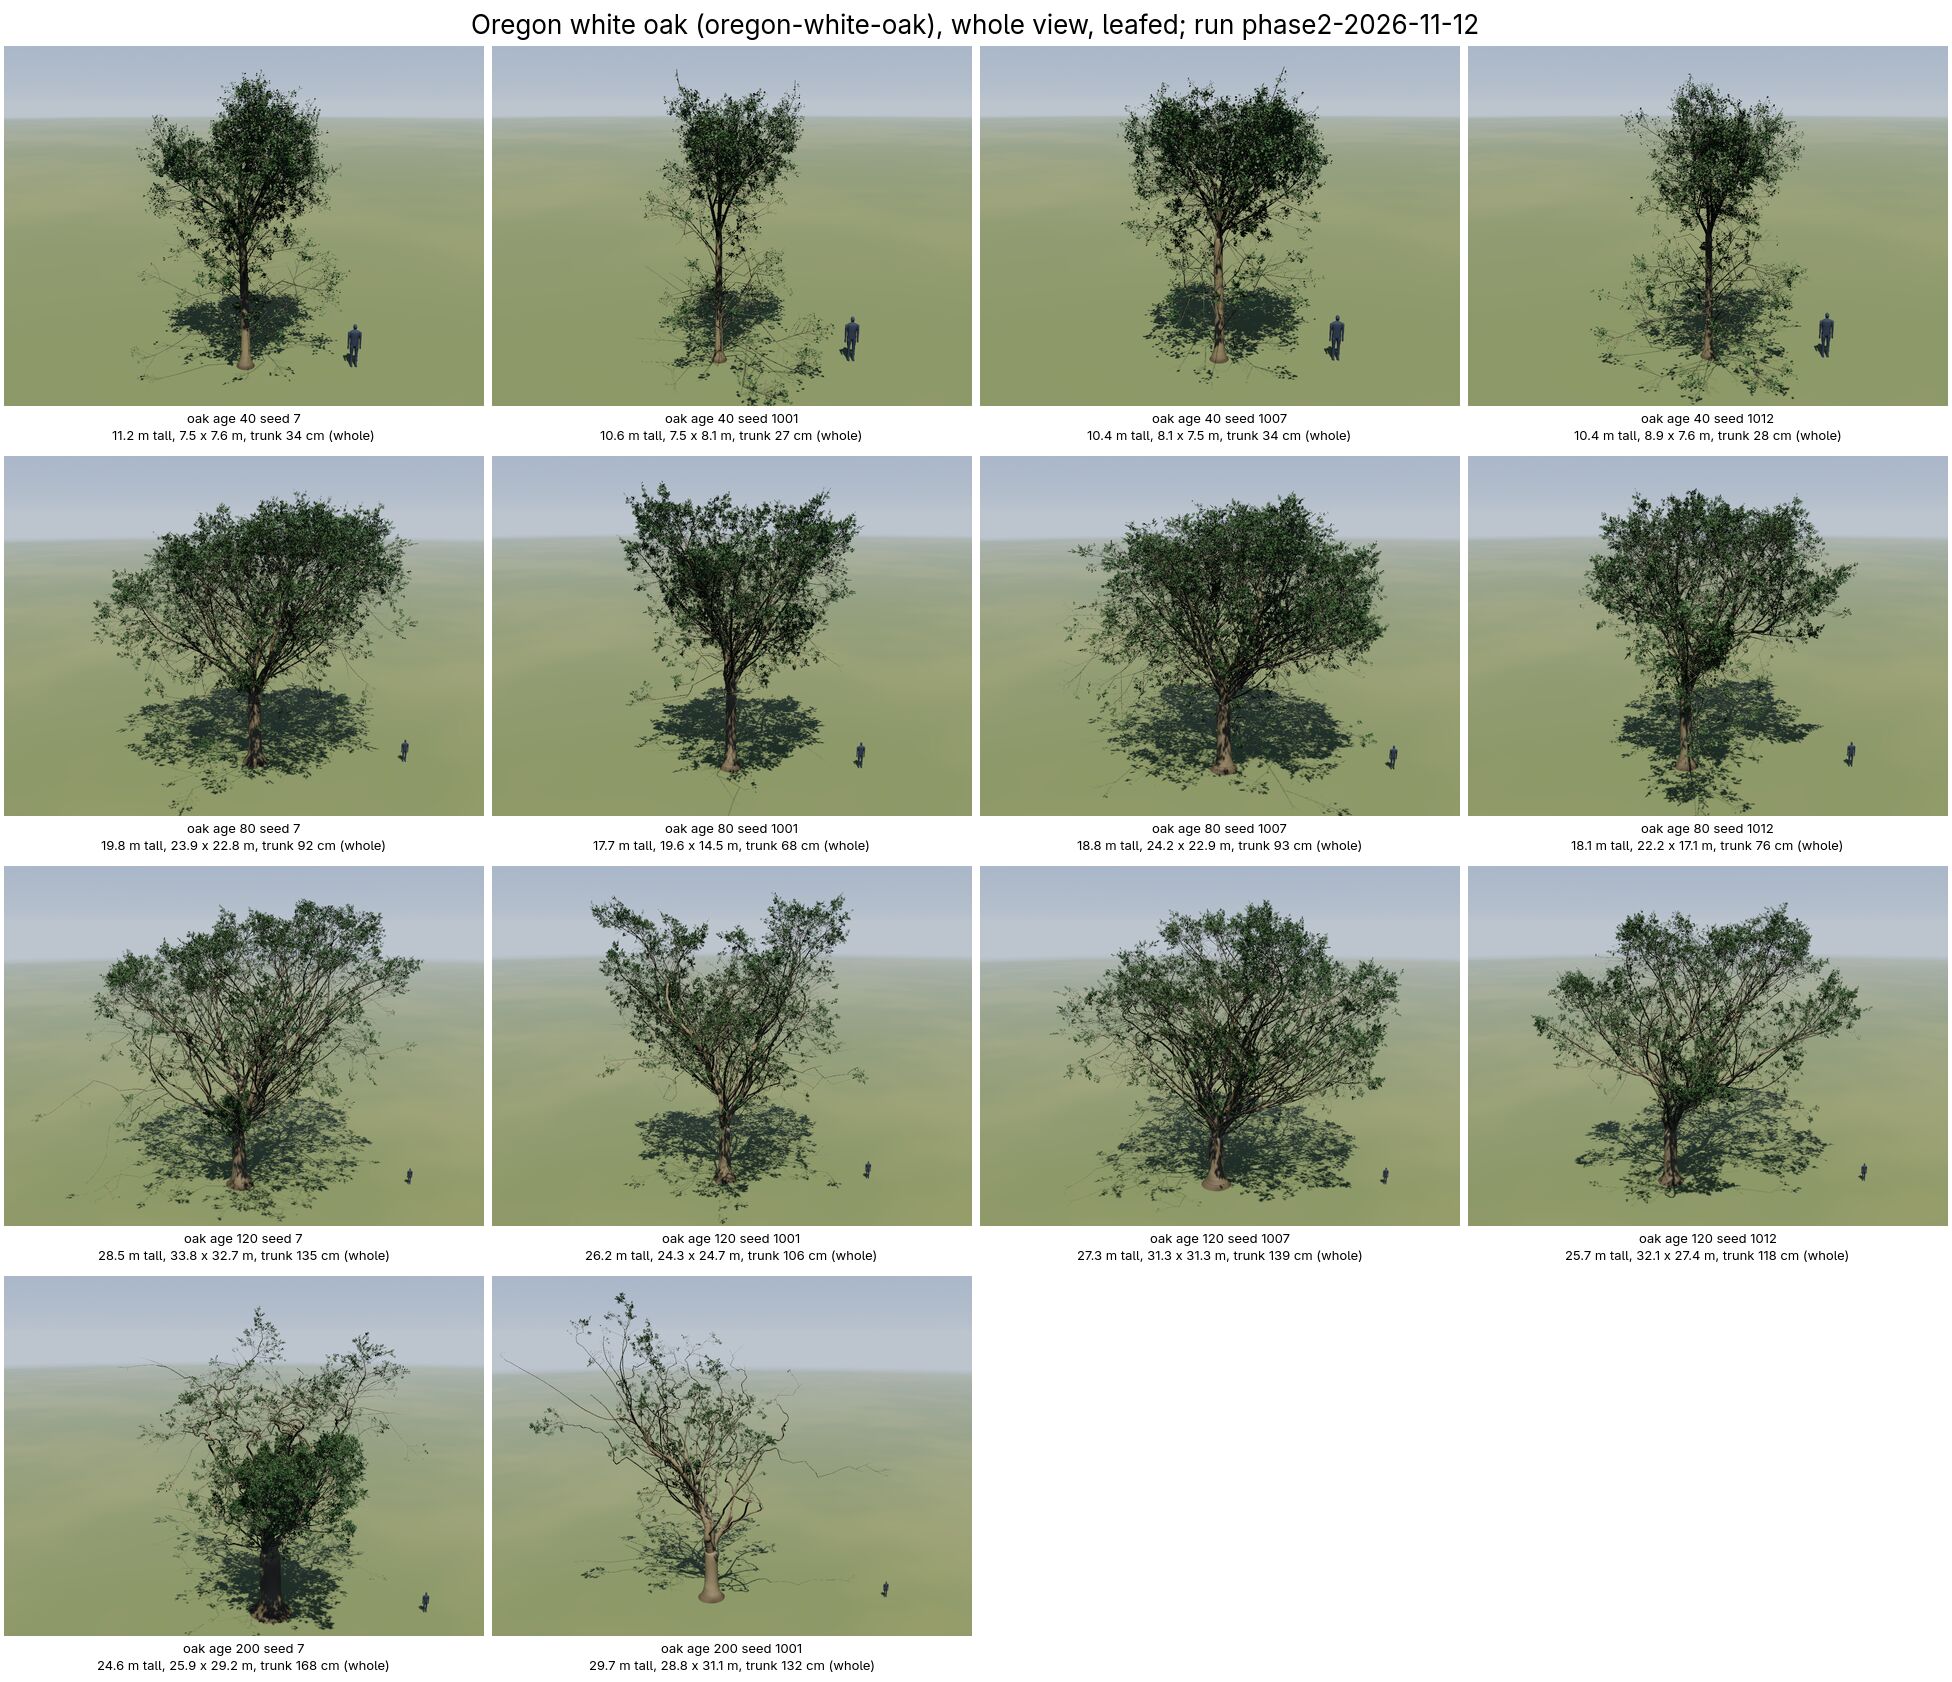 Oregon white oak (oregon-white-oak), whole view, leafed; run phase2-2026-11-12
oak age 40 seed 7
11.2 m tall, 7.5 x 7.6 m, trunk 34 cm (whole)
oak age 40 seed 1001
10.6 m tall, 7.5 x 8.1 m, trunk 27 cm (whole)
oak age 40 seed 1007
10.4 m tall, 8.1 x 7.5 m, trunk 34 cm (whole)
oak age 40 seed 1012
10.4 m tall, 8.9 x 7.6 m, trunk 28 cm (whole)
oak age 80 seed 7
19.8 m tall, 23.9 x 22.8 m, trunk 92 cm (whole)
oak age 80 seed 1001
17.7 m tall, 19.6 x 14.5 m, trunk 68 cm (whole)
oak age 80 seed 1007
18.8 m tall, 24.2 x 22.9 m, trunk 93 cm (whole)
oak age 80 seed 1012
18.1 m tall, 22.2 x 17.1 m, trunk 76 cm (whole)
oak age 120 seed 7
28.5 m tall, 33.8 x 32.7 m, trunk 135 cm (whole)
oak age 120 seed 1001
26.2 m tall, 24.3 x 24.7 m, trunk 106 cm (whole)
oak age 120 seed 1007
27.3 m tall, 31.3 x 31.3 m, trunk 139 cm (whole)
oak age 120 seed 1012
25.7 m tall, 32.1 x 27.4 m, trunk 118 cm (whole)
oak age 200 seed 7
24.6 m tall, 25.9 x 29.2 m, trunk 168 cm (whole)
oak age 200 seed 1001
29.7 m tall, 28.8 x 31.1 m, trunk 132 cm (whole)